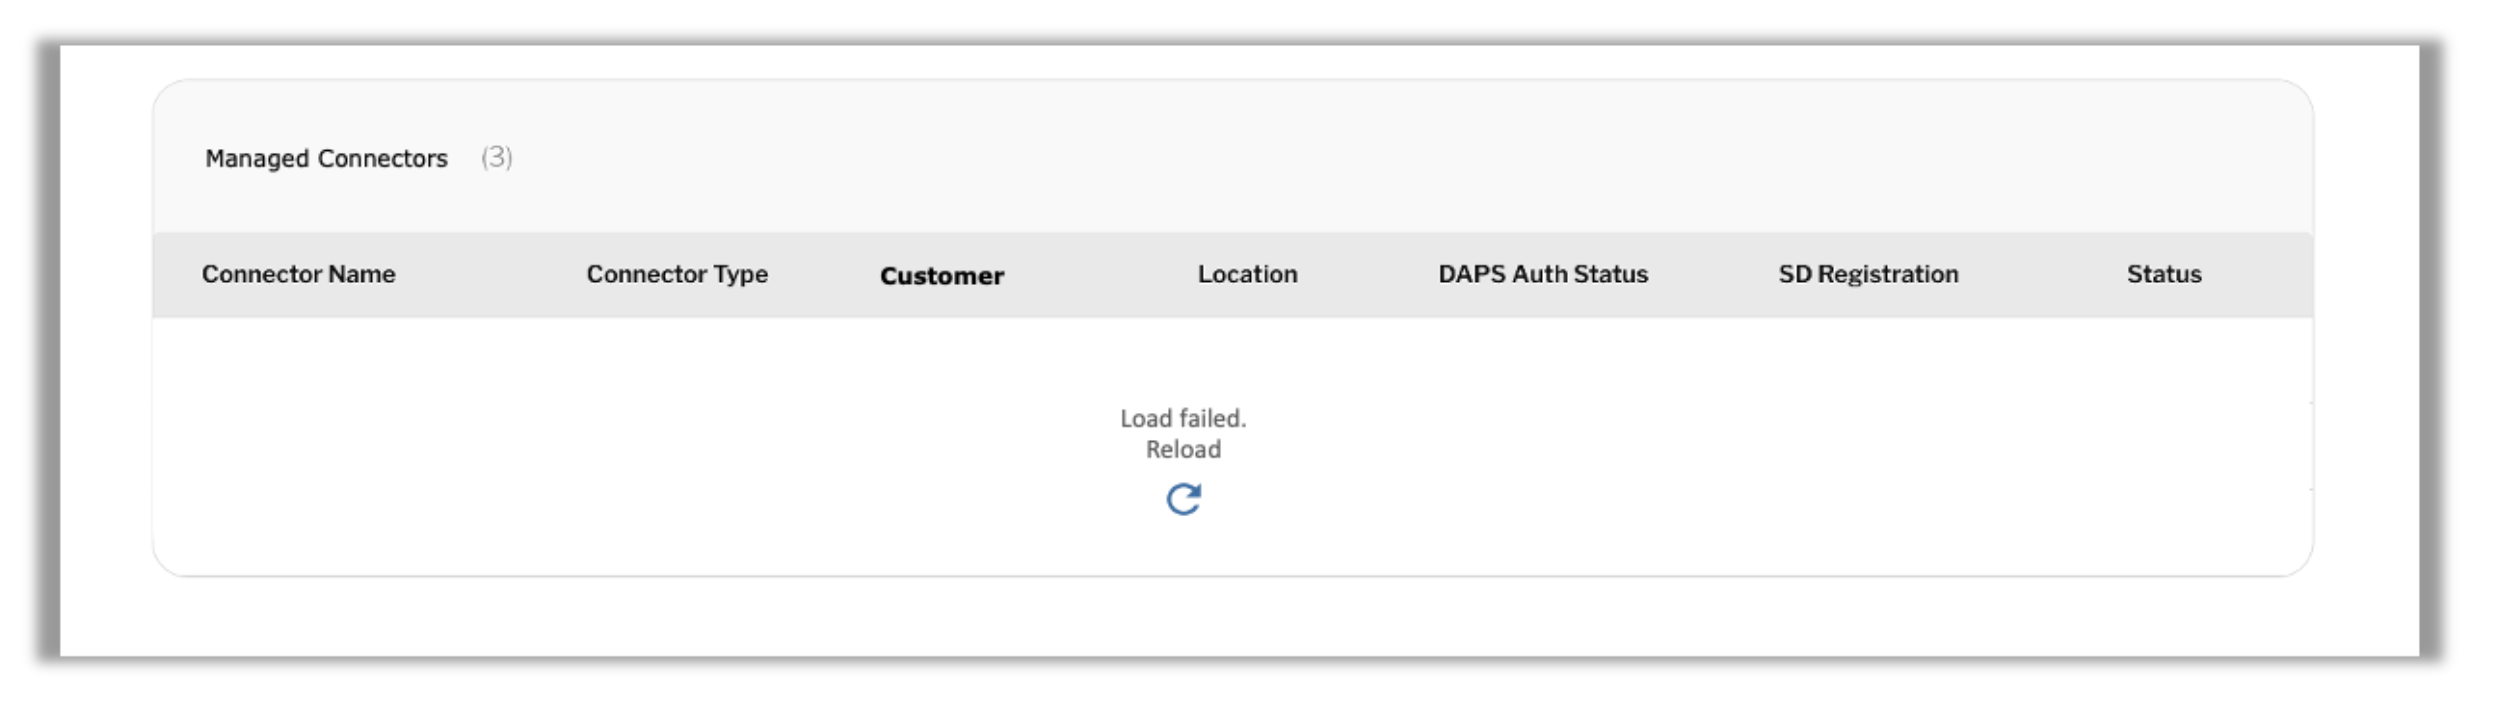 Managed Connectors (3)
Connector Name Connector Type Customer Location DAPS Auth Status SD Registration Status
Load failed.
Reload